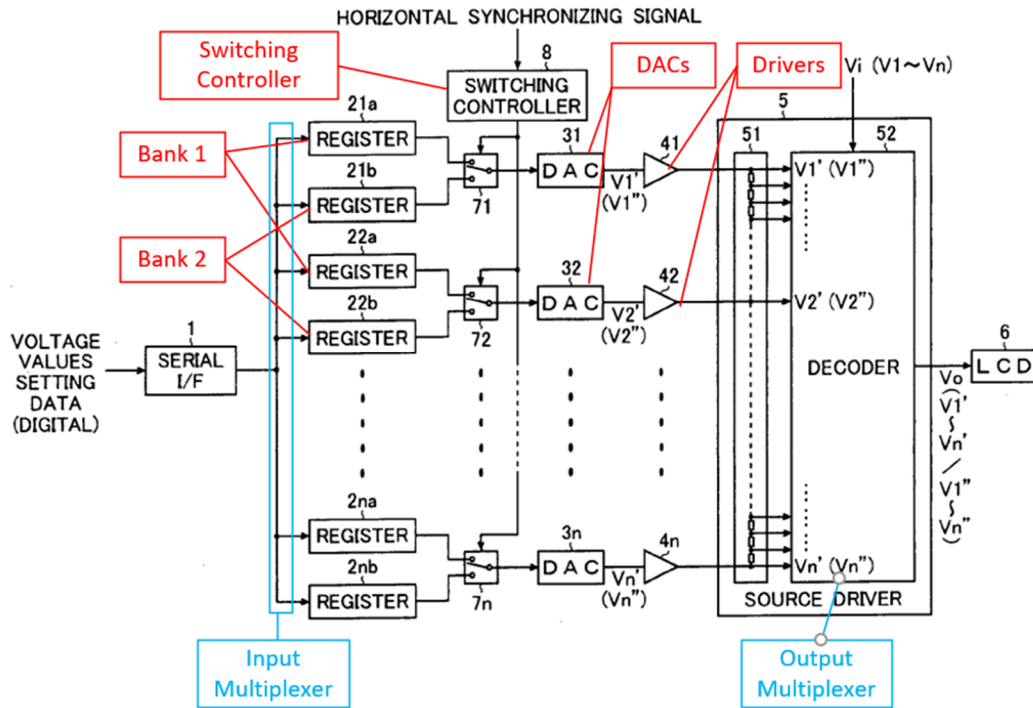 HORIZONTAL SYNCHRONIZING SIGNAL
Switching
Controller
8
SWITCHING
CONTROLLER
DACs
Drivers
Vi (V1~Vn)
5
51
52
Bank 1
21a
REGISTER
21b
REGISTER
71
31
DAC
V1'
(V1")
41
V1' (V1")
Bank 2
22a
REGISTER
22b
REGISTER
72
32
DAC
V2'
(V2")
42
V2' (V2")
VOLTAGE
VALUES
SETTING
DATA
(DIGITAL)
1
SERIAL
I/F
DECODER
6
LCD
Vo
(V1'
~
Vn'
/
V1"
~
Vn")
2na
REGISTER
2nb
REGISTER
7n
3n
DAC
Vn'
(Vn")
4n
Vn' (Vn")
SOURCE DRIVER
Input
Multiplexer
Output
Multiplexer